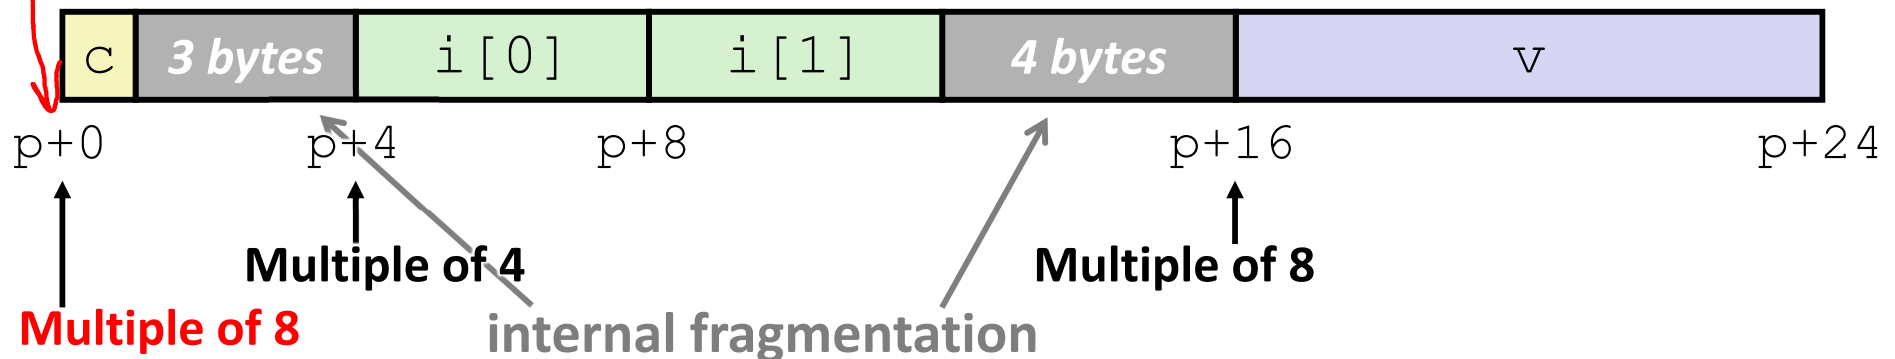 c 3 bytes i[0] i[1] 4 bytes v
p+0 p+4 p+8 p+16 p+24
Multiple of 4 Multiple of 8
Multiple of 8 internal fragmentation